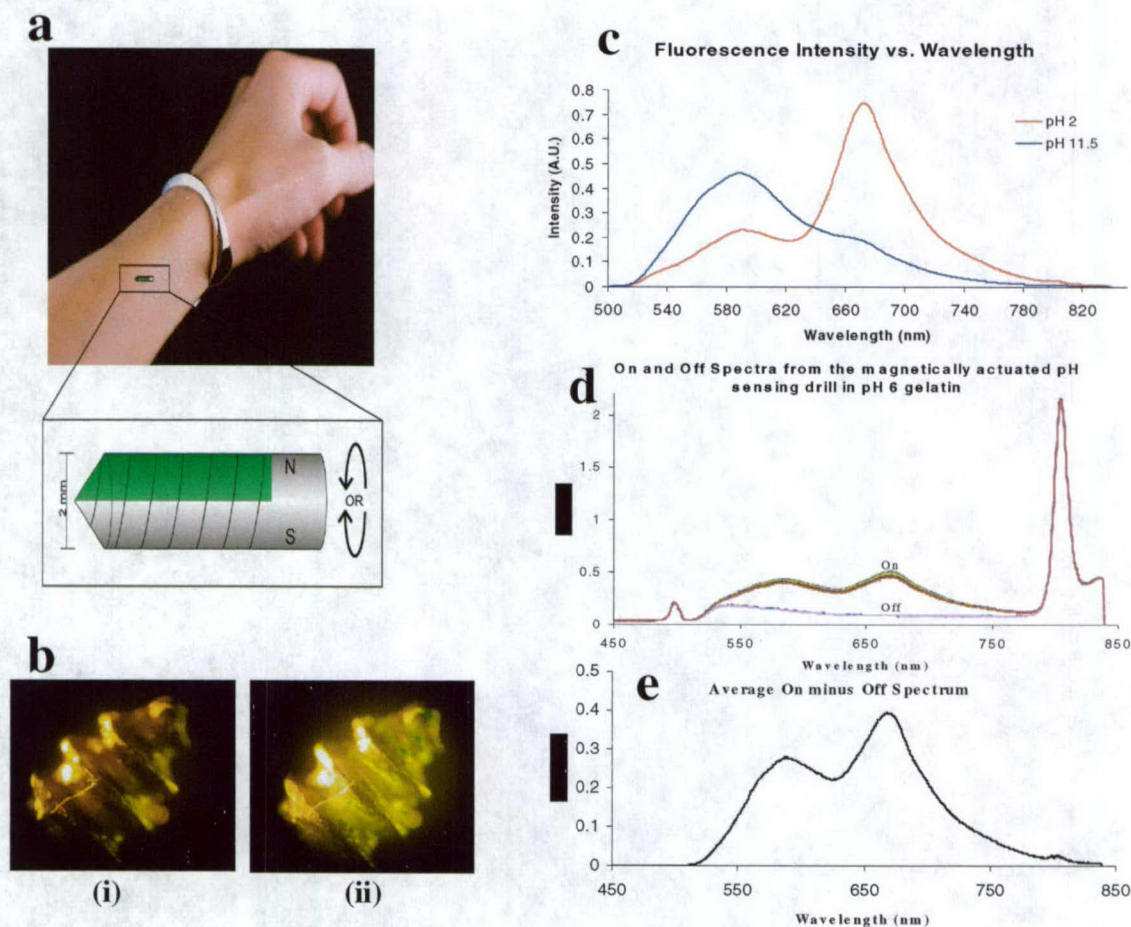 a
2 mm
N
S
OR
b
(i)
(ii)
c
Fluorescence Intensity vs. Wavelength
0.8
0.7
0.6
0.5
0.4
0.3
0.2
0.1
0
Intensity (A.U.)
pH 2
pH 11.5
500 540 580 620 660 700 740 780 820
Wavelength (nm)
d
On and Off Spectra from the magnetically actuated pH
sensing drill in pH 6 gelatin
2
1.5
1
0.5
0
On
Off
450 550 650 750 850
Wavelength (nm)
e
Average On minus Off Spectrum
0.5
0.4
0.3
0.2
0.1
0
450 550 650 750 850
Wavelength (nm)